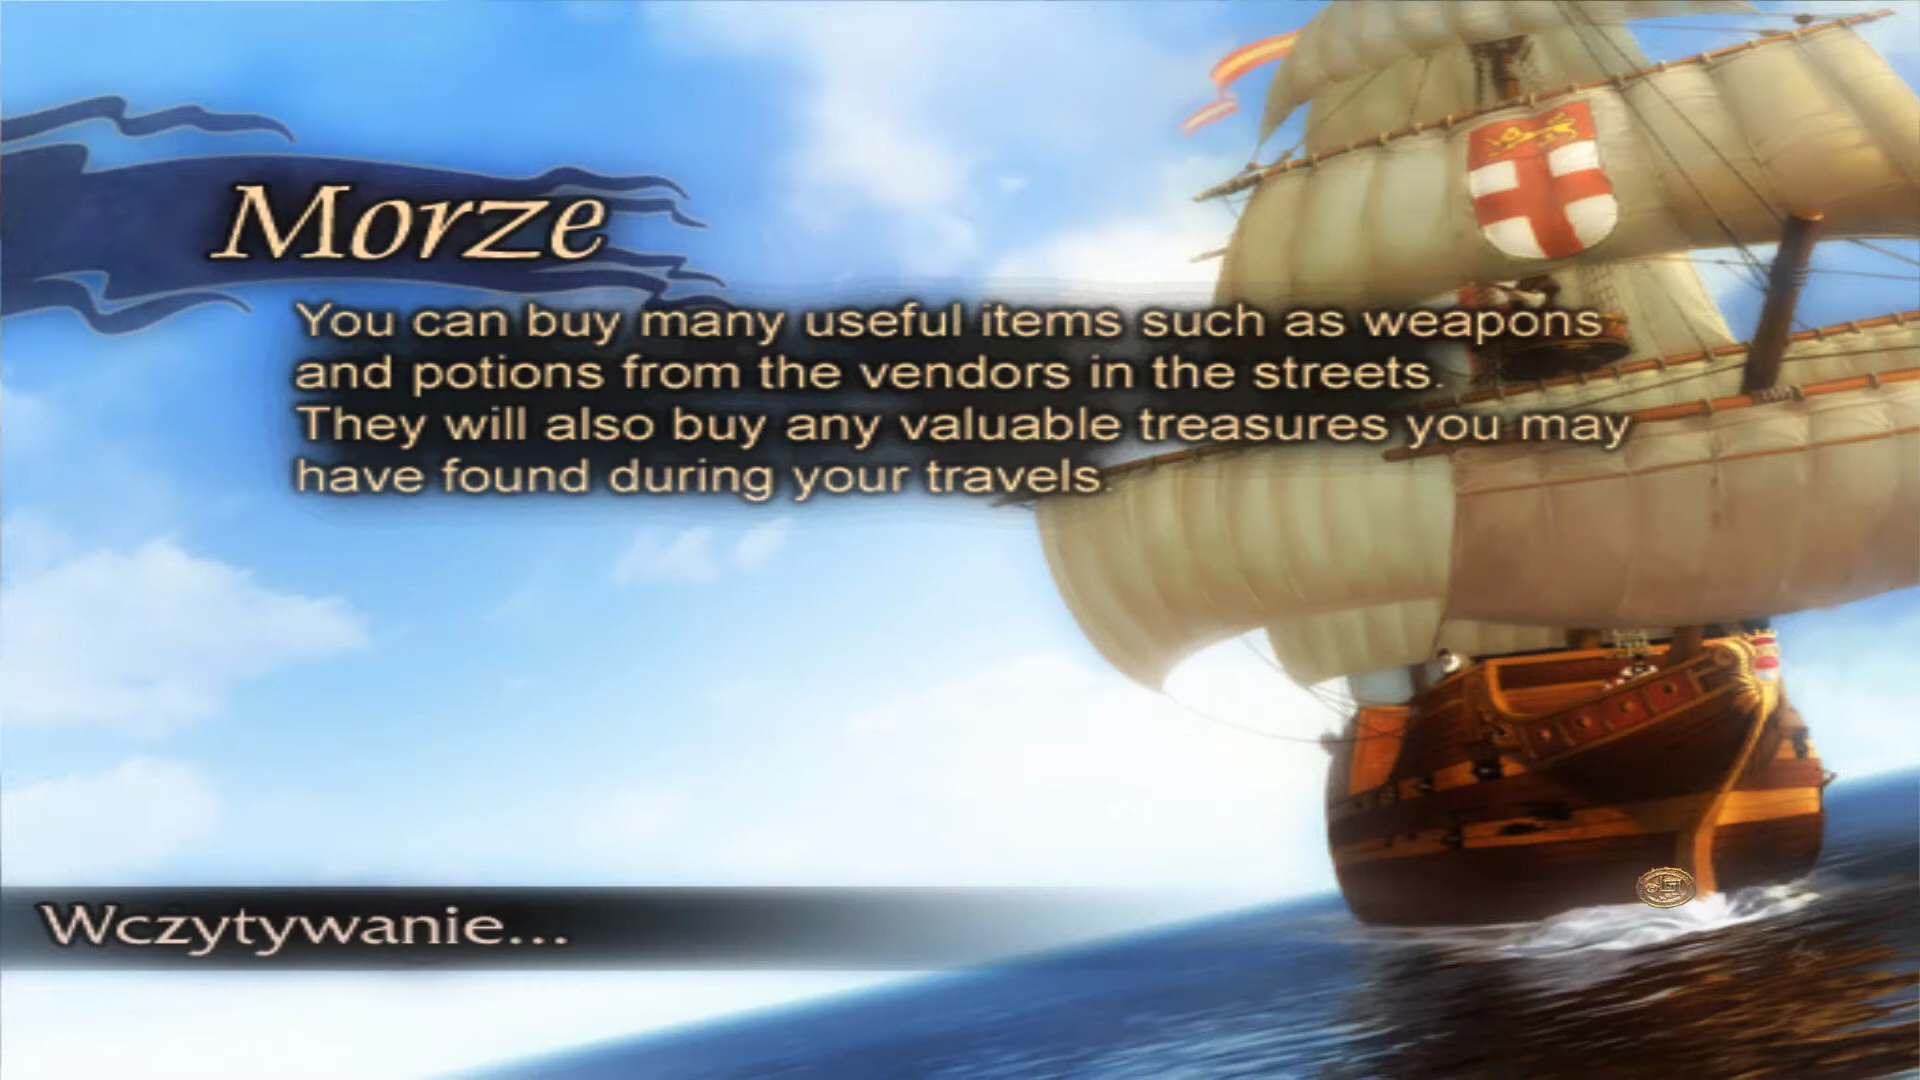 Morze
You can buy many useful items such as weapons
and potions from the vendors in the streets.
They will also buy any valuable treasures you may
have found during your travels.
Wczytywanie...